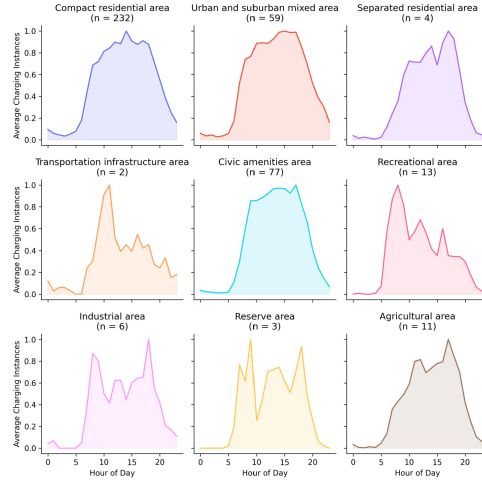 Compact residential area
(n = 232)
Urban and suburban mixed area
(n = 59)
Separated residential area
(n = 4)
Average Charging Instances
1.0
0.8
0.6
0.4
0.2
0.0
Transportation infrastructure area
(n = 2)
Civic amenities area
(n = 77)
Recreational area
(n = 13)
Average Charging Instances
1.0
0.8
0.6
0.4
0.2
0.0
Industrial area
(n = 6)
Reserve area
(n = 3)
Agricultural area
(n = 11)
Average Charging Instances
1.0
0.8
0.6
0.4
0.2
0.0
0 5 10 15 20
0 5 10 15 20
0 5 10 15 20
Hour of Day
Hour of Day
Hour of Day